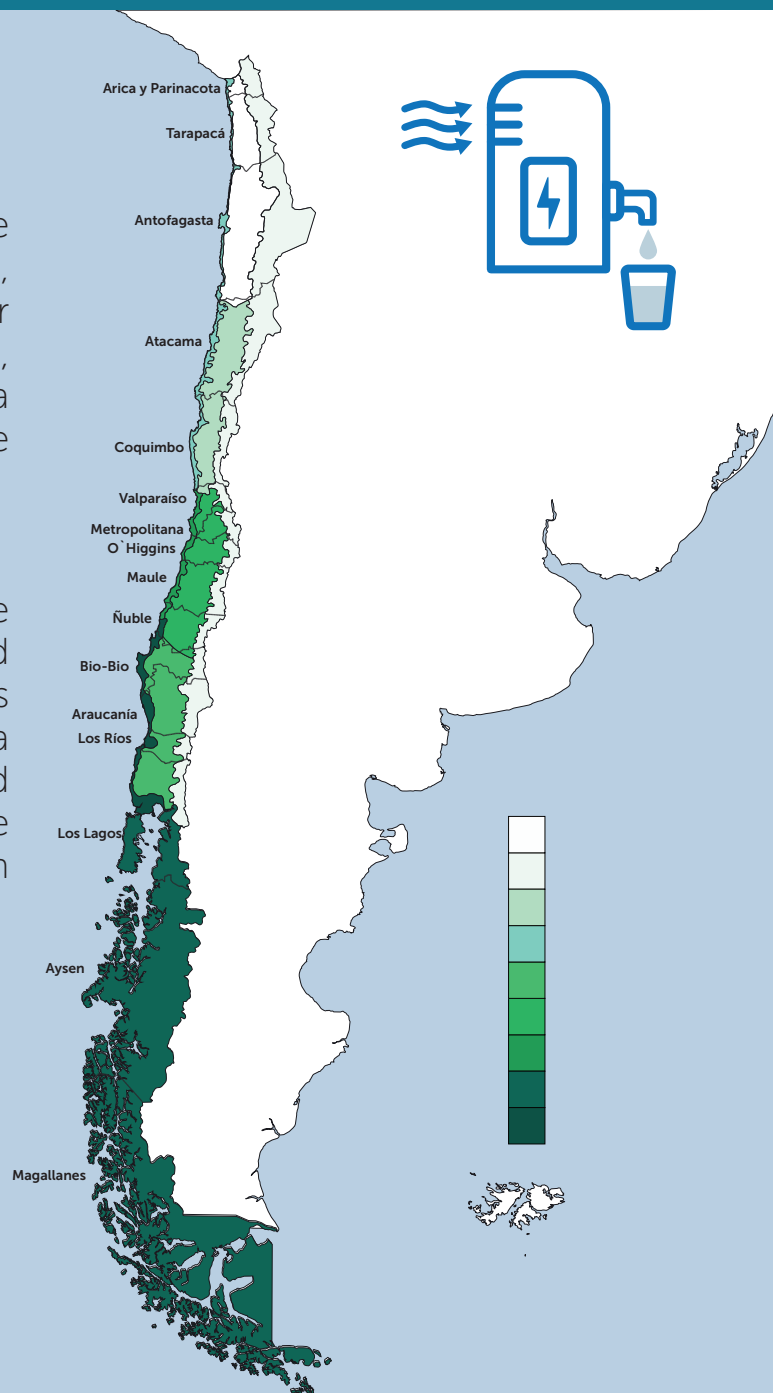 Arica y Parinacota
Tarapacá
Antofagasta
Atacama
Coquimbo
Valparaíso
Metropolitana
O`Higgins
Maule
Ñuble
Bio-Bio
Araucanía
Los Ríos
Los Lagos
Aysen
Magallanes